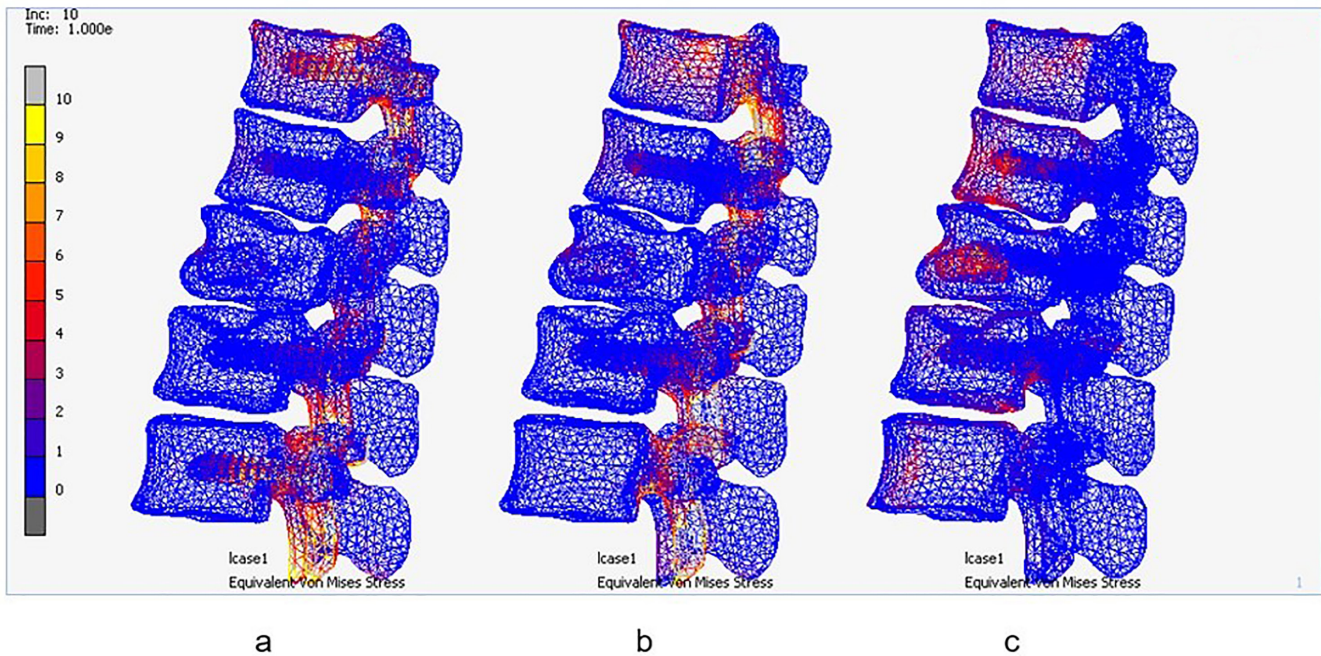 Inc: 10
Time: 1.000e
10
9
8
7
6
5
4
3
2
1
0
lcase1
Equivalent Von Mises Stress
lcase1
Equivalent Von Mises Stress
lcase1
Equivalent Von Mises Stress
1
a
b
c